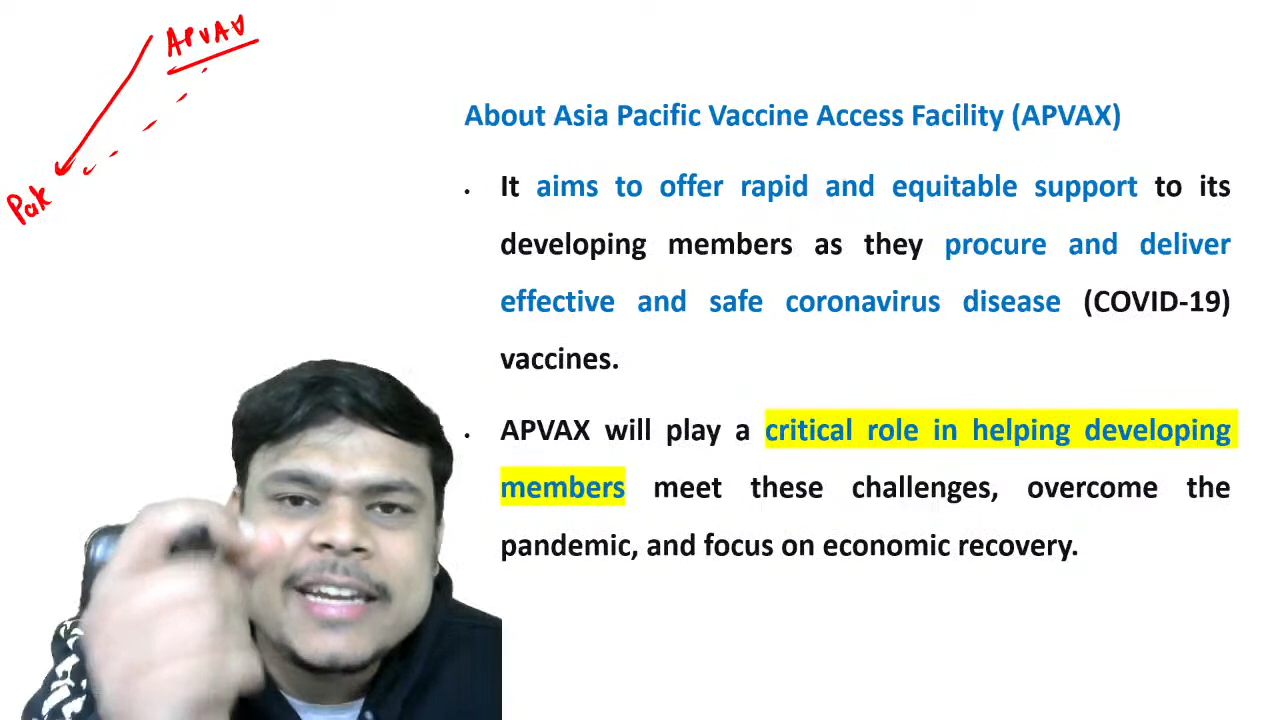 APVAV
Pak
About Asia Pacific Vaccine Access Facility (APVAX)
• It aims to offer rapid and equitable support to its
developing members as they procure and deliver
effective and safe coronavirus disease (COVID-19)
vaccines.
• APVAX will play a critical role in helping developing
members meet these challenges, overcome the
pandemic, and focus on economic recovery.